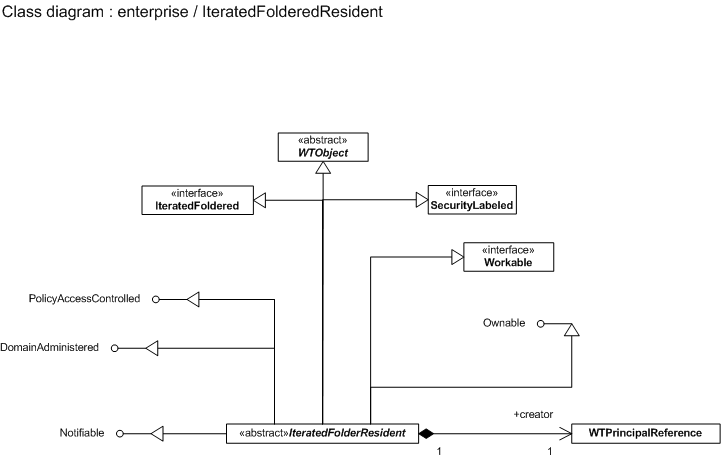 Class diagram : enterprise / IteratedFolderedResident
«abstract»
WTObject
«interface»
IteratedFoldered
«interface»
SecurityLabeled
«interface»
Workable
PolicyAccessControlled
Ownable
DomainAdministered
+creator
Notifiable
«abstract»IteratedFolderResident
WTPrincipalReference
1
1